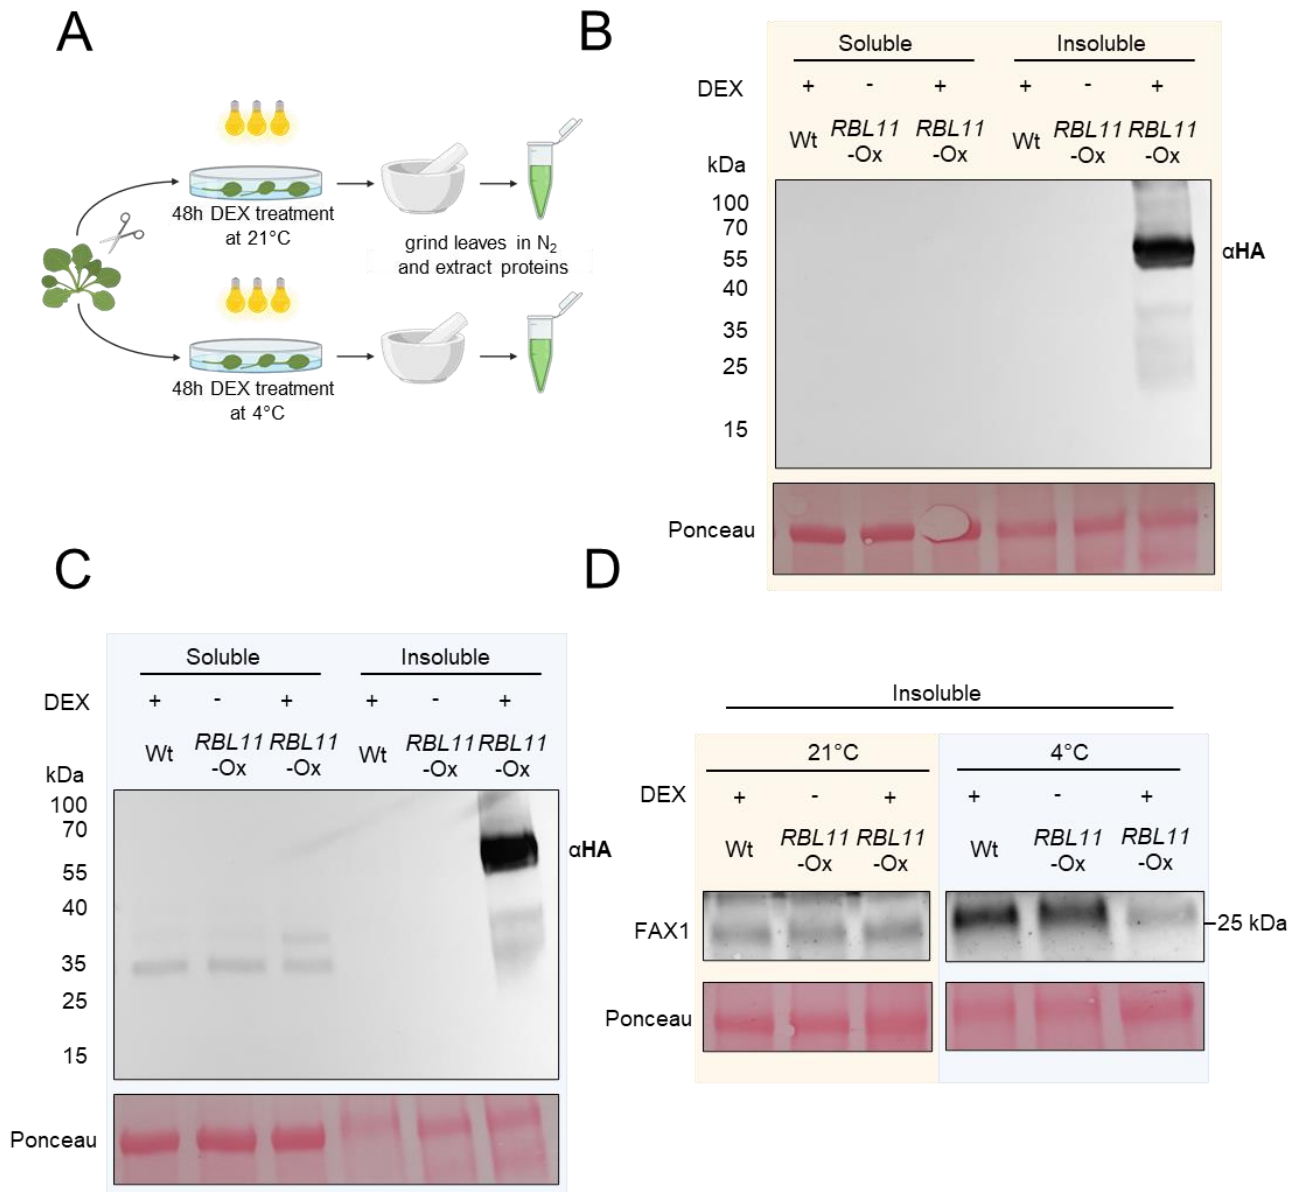 A
48h DEX treatment
at 21°C
grind leaves in N2
and extract proteins
48h DEX treatment
at 4°C
B
Soluble Insoluble
DEX + - + + - +
Wt RBL11 -Ox RBL11 -Ox Wt RBL11 -Ox RBL11 -Ox
kDa
100
70
55
40
35
25
15
αHA
Ponceau
C
Soluble Insoluble
DEX + - + + - +
Wt RBL11 -Ox RBL11 -Ox Wt RBL11 -Ox RBL11 -Ox
kDa
100
70
55
40
35
25
15
αHA
Ponceau
D
Insoluble
21°C 4°C
DEX + - + + - +
Wt RBL11 -Ox RBL11 -Ox Wt RBL11 -Ox RBL11 -Ox
FAX1
25 kDa
Ponceau